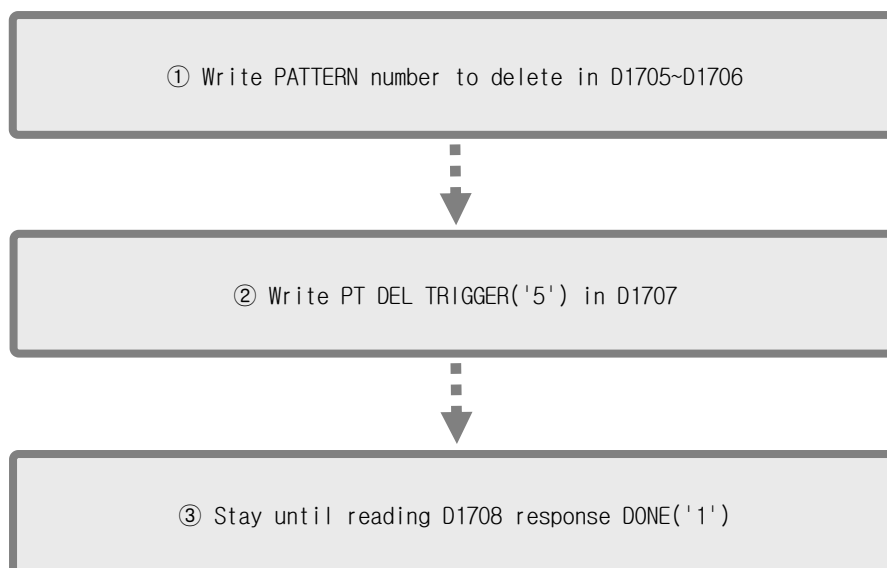 ① Write PATTERN number to delete in D1705~D1706
② Write PT DEL TRIGGER('5') in D1707
③ Stay until reading D1708 response DONE('1')